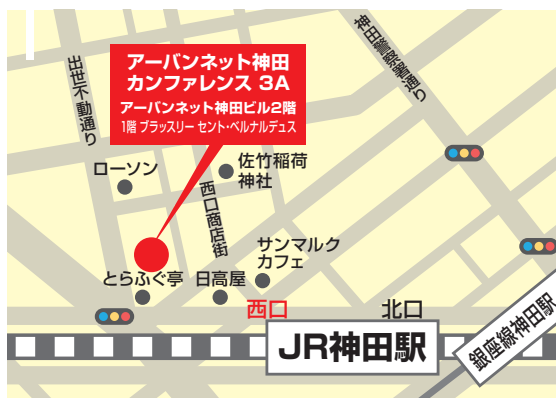 アーバンネット神田
カンファレンス 3A
アーバンネット神田ビル2階
1階 ブラッスリー セント・ベルナルデュス
出世不動通り
神田警察署通り
ローソン
佐竹稲荷
神社
西口商店街
サンマルク
カフェ
とらふぐ亭
日高屋
西口
北口
JR神田駅
銀座線神田駅